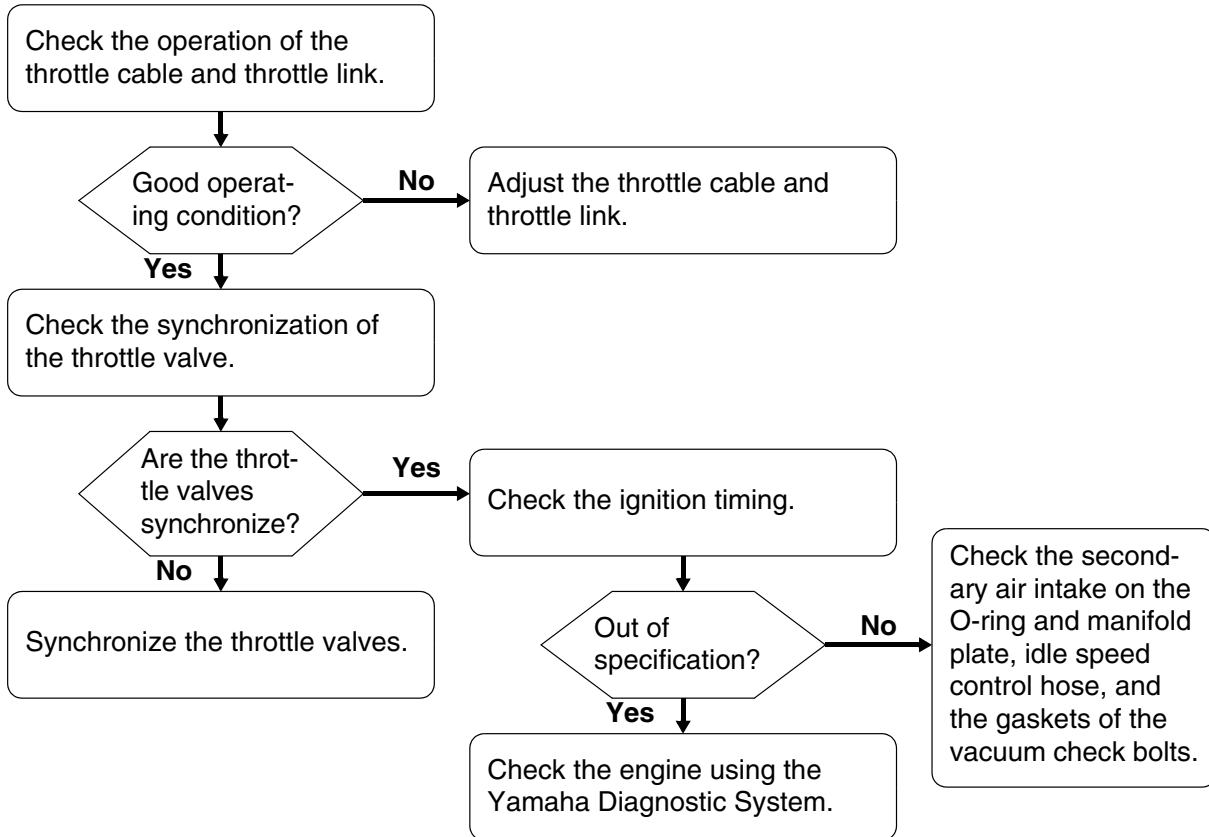 Check the operation of the
throttle cable and throttle link.
Good operat-
ing condition?
No
Adjust the throttle cable and
throttle link.
Yes
Check the synchronization of
the throttle valve.
Are the throt-
tle valves
synchronize?
Yes
Check the ignition timing.
No
Synchronize the throttle valves.
Out of
specification?
No
Check the second-
ary air intake on the
O-ring and manifold
plate, idle speed
control hose, and
the gaskets of the
vacuum check bolts.
Yes
Check the engine using the
Yamaha Diagnostic System.